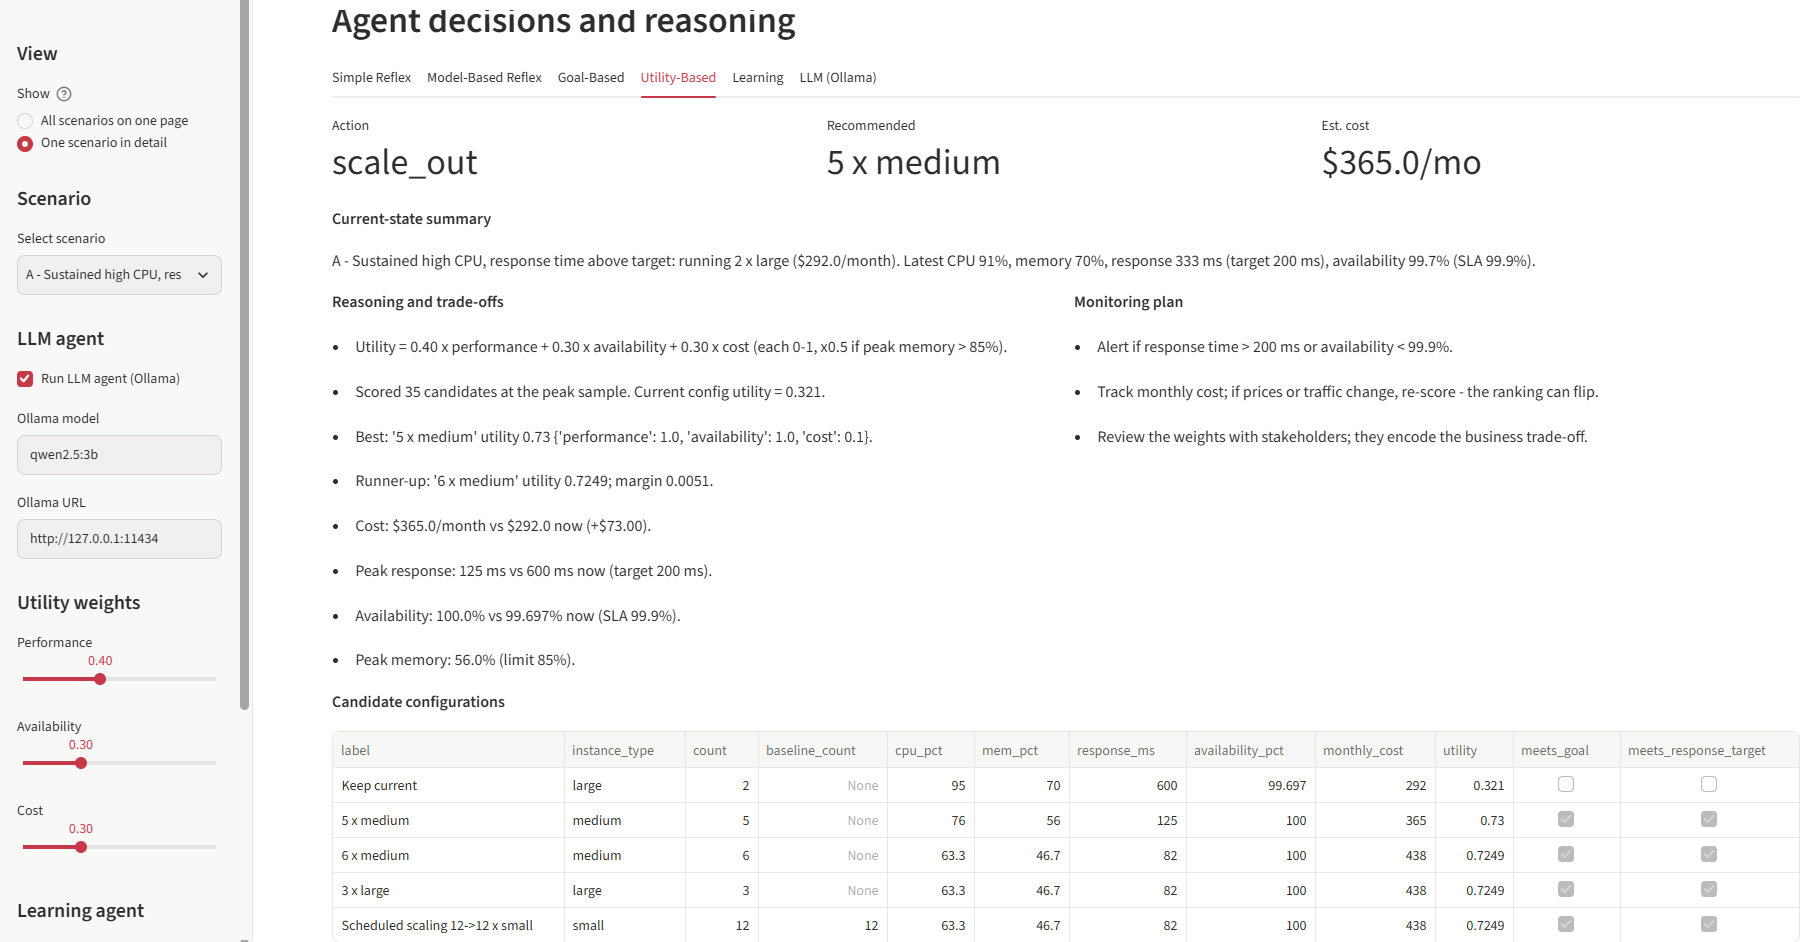 View
Show ?
All scenarios on one page
One scenario in detail
Scenario
Select scenario
A - Sustained high CPU, res
LLM agent
Run LLM agent (Ollama)
Ollama model
qwen2.5:3b
Ollama URL
http://127.0.0.1:11434
Utility weights
Performance
0.40
Availability
0.30
Cost
0.30
Learning agent
Agent decisions and reasoning
Simple Reflex Model-Based Reflex Goal-Based Utility-Based Learning LLM (Ollama)
Action Recommended Est. cost
scale_out 5 x medium $365.0/mo
Current-state summary
A - Sustained high CPU, response time above target: running 2 x large ($292.0/month). Latest CPU 91%, memory 70%, response 333 ms (target 200 ms), availability 99.7% (SLA 99.9%).
Reasoning and trade-offs
• Utility = 0.40 x performance + 0.30 x availability + 0.30 x cost (each 0-1, x0.5 if peak memory > 85%).
• Scored 35 candidates at the peak sample. Current config utility = 0.321.
• Best: '5 x medium' utility 0.73 {'performance': 1.0, 'availability': 1.0, 'cost': 0.1}.
• Runner-up: '6 x medium' utility 0.7249; margin 0.0051.
• Cost: $365.0/month vs $292.0 now (+$73.00).
• Peak response: 125 ms vs 600 ms now (target 200 ms).
• Availability: 100.0% vs 99.697% now (SLA 99.9%).
• Peak memory: 56.0% (limit 85%).
Monitoring plan
• Alert if response time > 200 ms or availability < 99.9%.
• Track monthly cost; if prices or traffic change, re-score - the ranking can flip.
• Review the weights with stakeholders; they encode the business trade-off.
Candidate configurations
label instance_type count baseline_count cpu_pct mem_pct response_ms availability_pct monthly_cost utility meets_goal meets_response_target
Keep current large 2 None 95 70 600 99.697 292 0.321
5 x medium medium 5 None 76 56 125 100 365 0.73
6 x medium medium 6 None 63.3 46.7 82 100 438 0.7249
3 x large large 3 None 63.3 46.7 82 100 438 0.7249
Scheduled scaling 12->12 x small small 12 12 63.3 46.7 82 100 438 0.7249